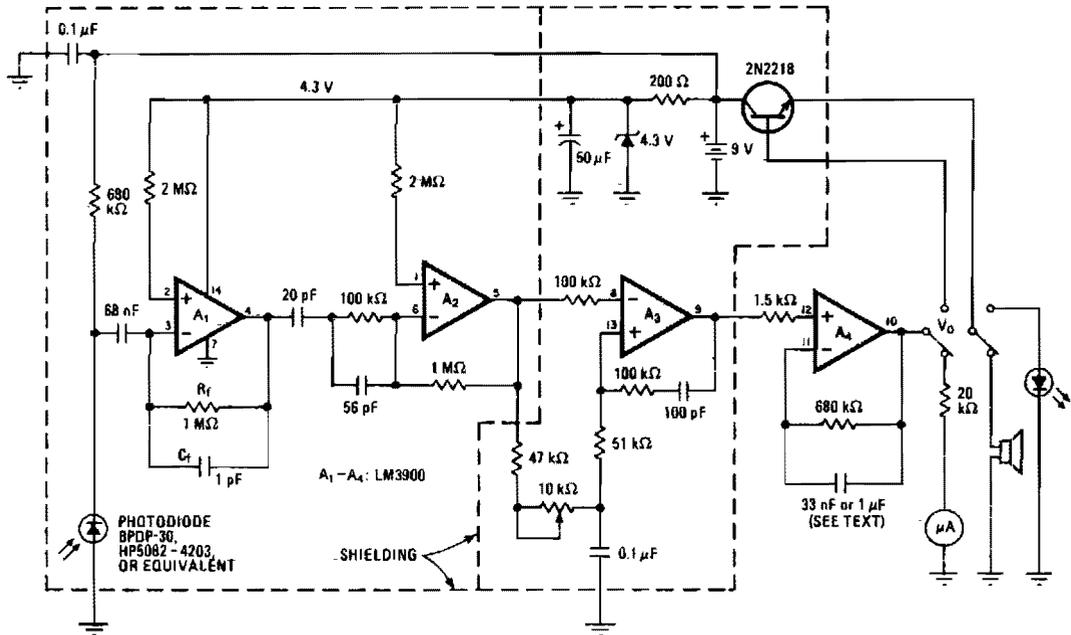 0.1 μF
2N2218
200 Ω
4.3 V
+
50 μF
4.3 V
+
9 V
680
kΩ
2 MΩ
2 MΩ
68 nF
2
+
14
A₁
4
3
−
7
20 pF
100 kΩ
1
+
A₂
5
6
−
100 kΩ
8
−
A₃
9
13
+
1.5 kΩ
12
+
A₄
10
11
−
V₀
Rf
1 MΩ
Cf
1 pF
56 pF
1 MΩ
100 kΩ
100 pF
680 kΩ
20
kΩ
A₁–A₄: LM3900
47 kΩ
51 kΩ
10 kΩ
33 nF or 1 μF
(SEE TEXT)
μA
PHOTODIODE
BPDP-30,
HP5082-4203,
OR EQUIVALENT
SHIELDING
0.1 μF